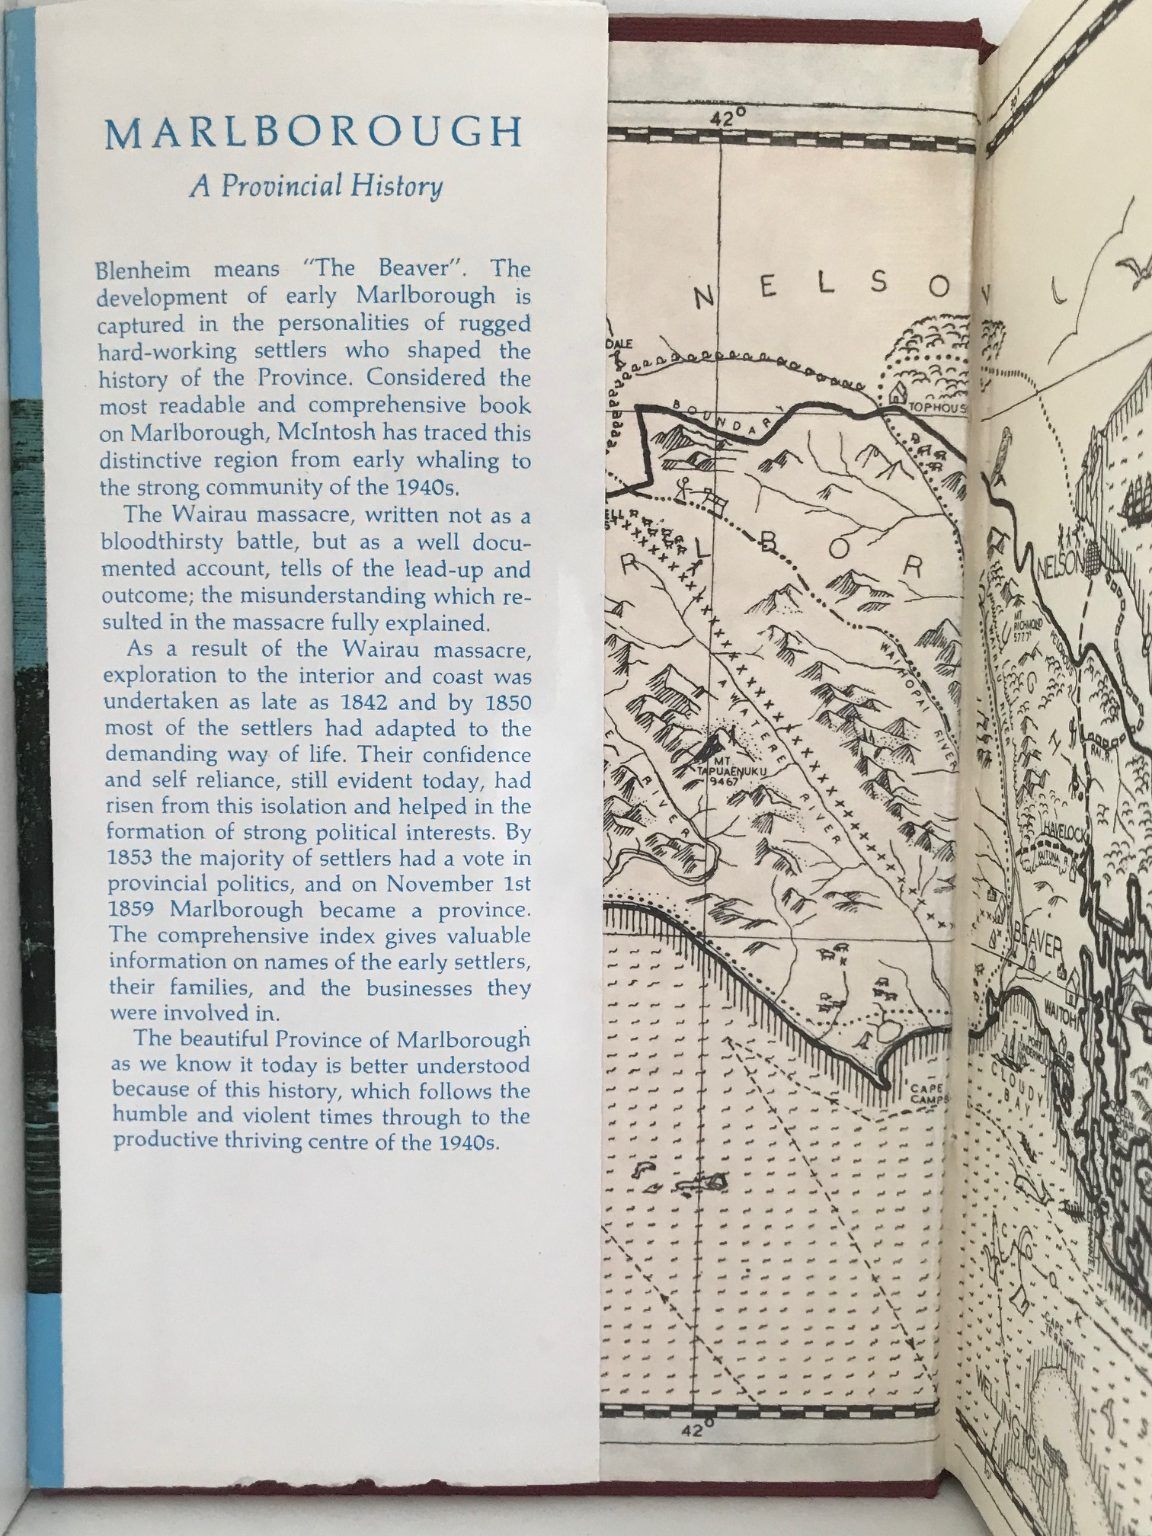 MARLBOROUGH
A Provincial History
Blenheim means "The Beaver". The
development of early Marlborough is
captured in the personalities of rugged
hard-working settlers who shaped the
history of the Province. Considered the
most readable and comprehensive book
on Marlborough, McIntosh has traced this
distinctive region from early whaling to
the strong community of the 1940s.
The Wairau massacre, written not as a
bloodthirsty battle, but as a well docu-
mented account, tells of the lead-up and
outcome; the misunderstanding which re-
sulted in the massacre fully explained.
As a result of the Wairau massacre,
exploration to the interior and coast was
undertaken as late as 1842 and by 1850
most of the settlers had adapted to the
demanding way of life. Their confidence
and self reliance, still evident today, had
risen from this isolation and helped in the
formation of strong political interests. By
1853 the majority of settlers had a vote in
provincial politics, and on November 1st
1859 Marlborough became a province.
The comprehensive index gives valuable
information on names of the early settlers,
their families, and the businesses they
were involved in.
The beautiful Province of Marlborough
as we know it today is better understood
because of this history, which follows the
humble and violent times through to the
productive thriving centre of the 1940s.
42°
NELSON
DALE
TOPHOUS
BOUNDARY
R L B O R
NELSON
MT
RICHMOND
WAIHOPAI RIVER
AWATERE RIVER
MT
TAPUAENUKU
9467'
RIVER
HAVELOCK
KAITUNA R
BEAVER
WAITOHI
CLOUDY
BAY
CAPE
CAMPB
CAPE
WELLINGTON
42°